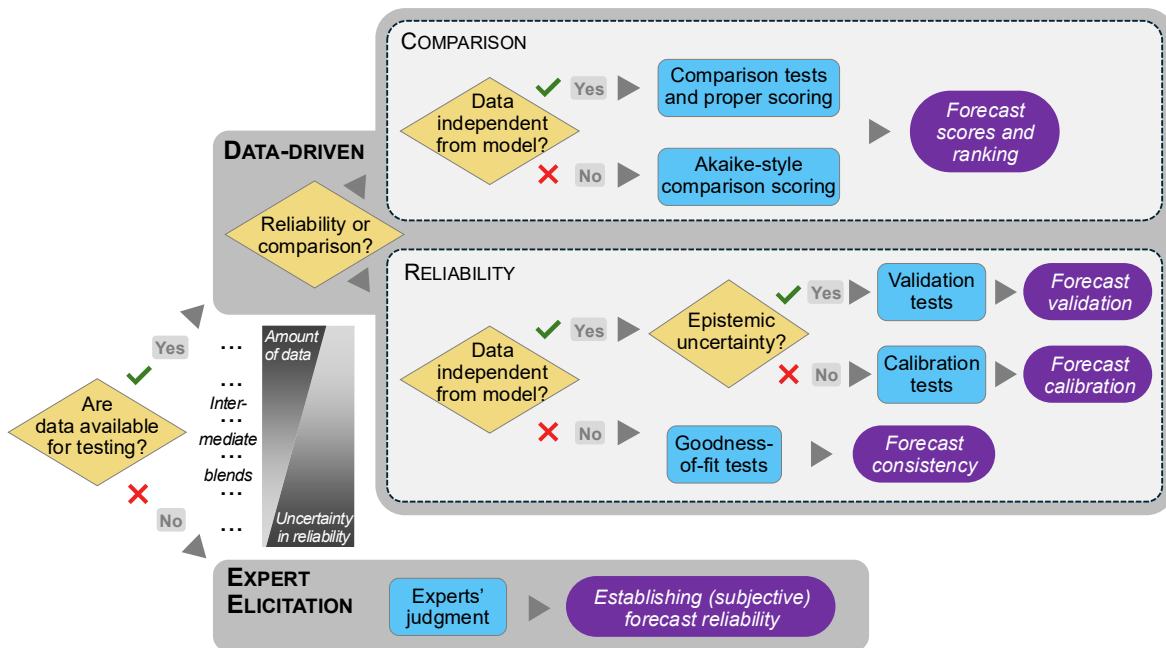 COMPARISON
Data
independent
from model?
Yes
Comparison tests
and proper scoring
No
Akaike-style
comparison scoring
Forecast
scores and
ranking
DATA-DRIVEN
Reliability or
comparison?
RELIABILITY
Data
independent
from model?
Yes
Epistemic
uncertainty?
Yes
Validation
tests
Forecast
validation
No
Calibration
tests
Forecast
calibration
No
Goodness-
of-fit tests
Forecast
consistency
Are
data available
for testing?
Yes
No
...
...
Inter-
...
mediate
...
blends
...
...
Amount
of data
Uncertainty
in reliability
EXPERT
ELICITATION
Experts'
judgment
Establishing (subjective)
forecast reliability